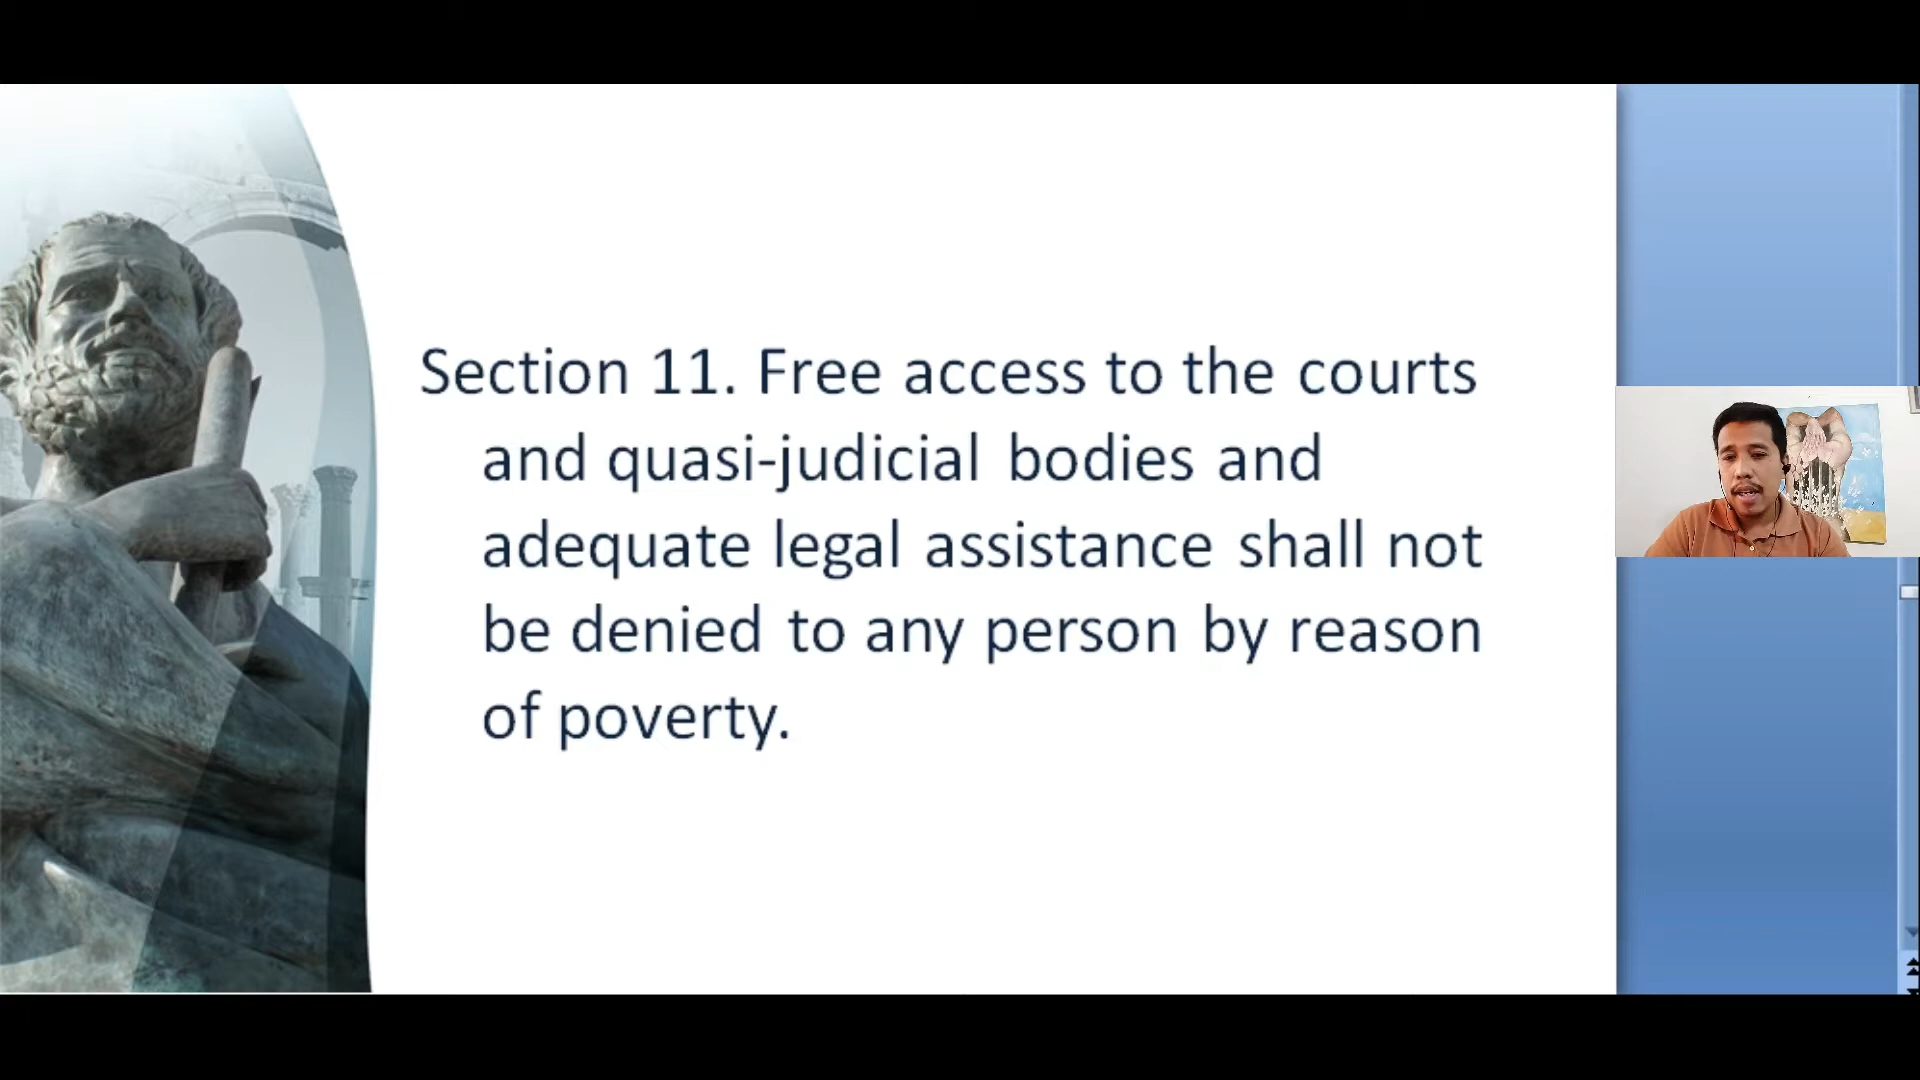 Section 11. Free access to the courts
and quasi-judicial bodies and
adequate legal assistance shall not
be denied to any person by reason
of poverty.